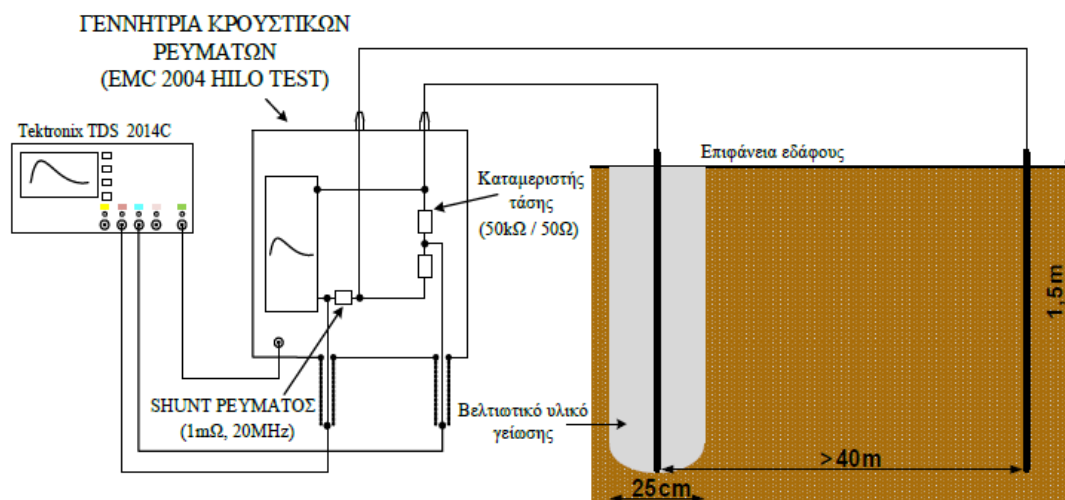 ΓΕΝΝΗΤΡΙΑ ΚΡΟΥΣΤΙΚΩΝ
ΡΕΥΜΑΤΩΝ
(EMC 2004 HILO TEST)
Tektronix TDS 2014C
Καταμεριστής
τάσης
(50kΩ / 50Ω)
Επιφάνεια εδάφους
1,5m
SHUNT ΡΕΥΜΑΤΟΣ
(1mΩ, 20MHz)
Βελτιωτικό υλικό
γείωσης
>40m
25cm